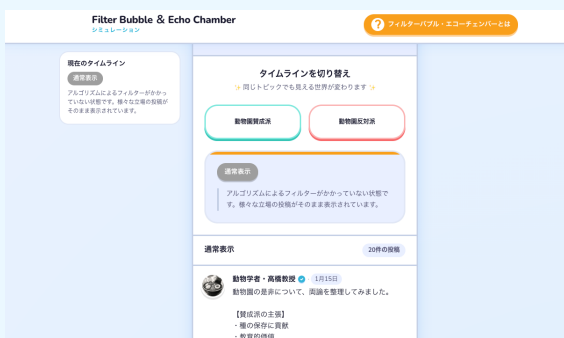 Filter Bubble & Echo Chamber
シミュレーション
? フィルターバブル・エコーチェンバーとは
現在のタイムライン
通常表示
アルゴリズムによるフィルターがかかっ
ていない状態です。様々な立場の投稿が
そのまま表示されています。
タイムラインを切り替え
👉 同じトピックでも見える世界が変わります 👈
動物園賛成派
動物園反対派
通常表示
アルゴリズムによるフィルターがかかっていない状態で
す。様々な立場の投稿がそのまま表示されています。
通常表示
20件の投稿
動物学者・高橋教授 1月15日
動物園の是非について、両論を整理してみました。
【賛成派の主張】
・種の保存に貢献
・教育的価値